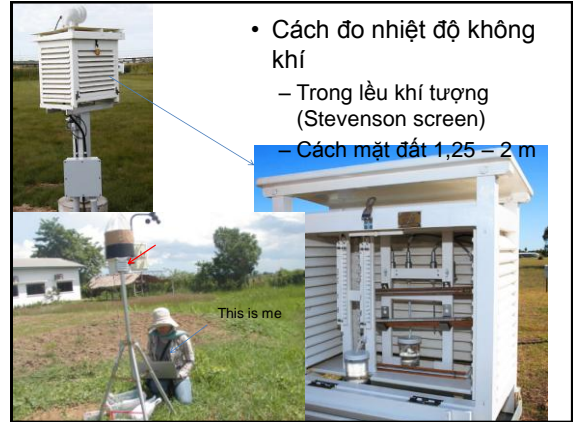 • Cách đo nhiệt độ không
khí
– Trong lều khí tượng
(Stevenson screen)
– Cách mặt đất 1,25 – 2 m
This is me